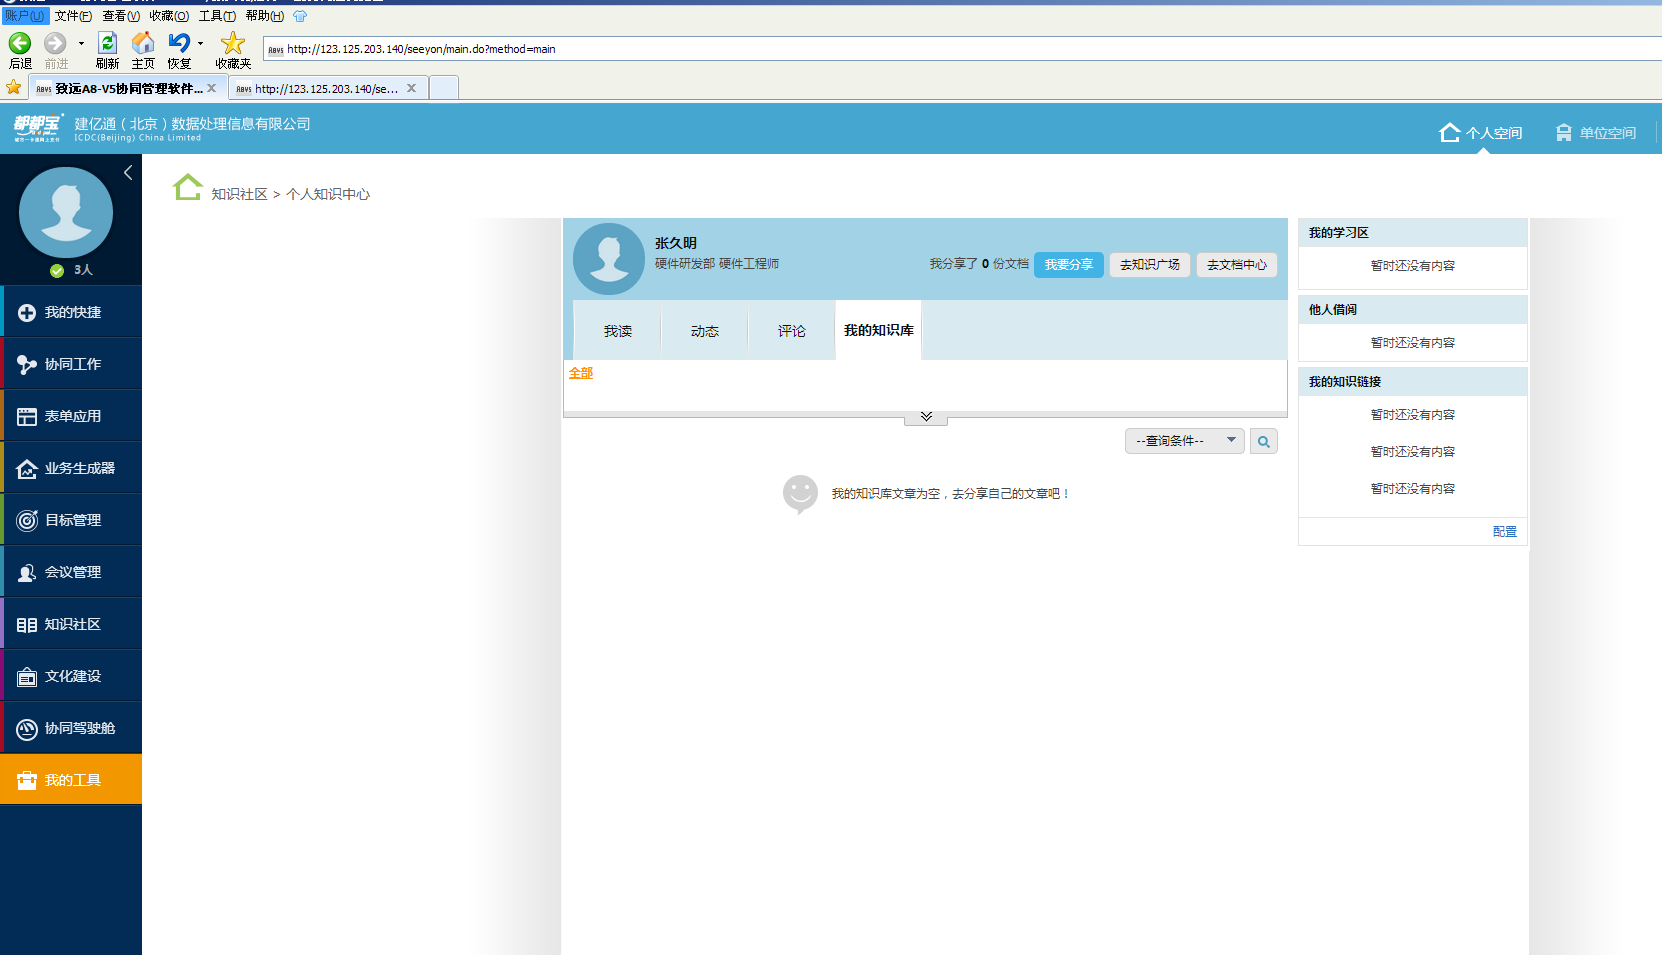 账户(U) 文件(F) 查看(V) 收藏(O) 工具(T) 帮助(H)
后退 前进 刷新 主页 恢复 收藏夹
http://123.125.203.140/seeyon/main.do?method=main
致远A8-V5协同管理软件... http://123.125.203.140/se...
都都宝 建亿通（北京）数据处理信息有限公司
ICDC(Beijing) China Limited
个人空间 单位空间
知识社区 > 个人知识中心
3人
我的快捷
协同工作
表单应用
业务生成器
目标管理
会议管理
知识社区
文化建设
协同驾驶舱
我的工具
张久明
硬件研发部 硬件工程师
我分享了 0 份文档 我要分享 去知识广场 去文档中心
我读 动态 评论 我的知识库
全部
--查询条件--
我的知识库文章为空，去分享自己的文章吧！
我的学习区
暂时还没有内容
他人借阅
暂时还没有内容
我的知识链接
暂时还没有内容
暂时还没有内容
暂时还没有内容
配置